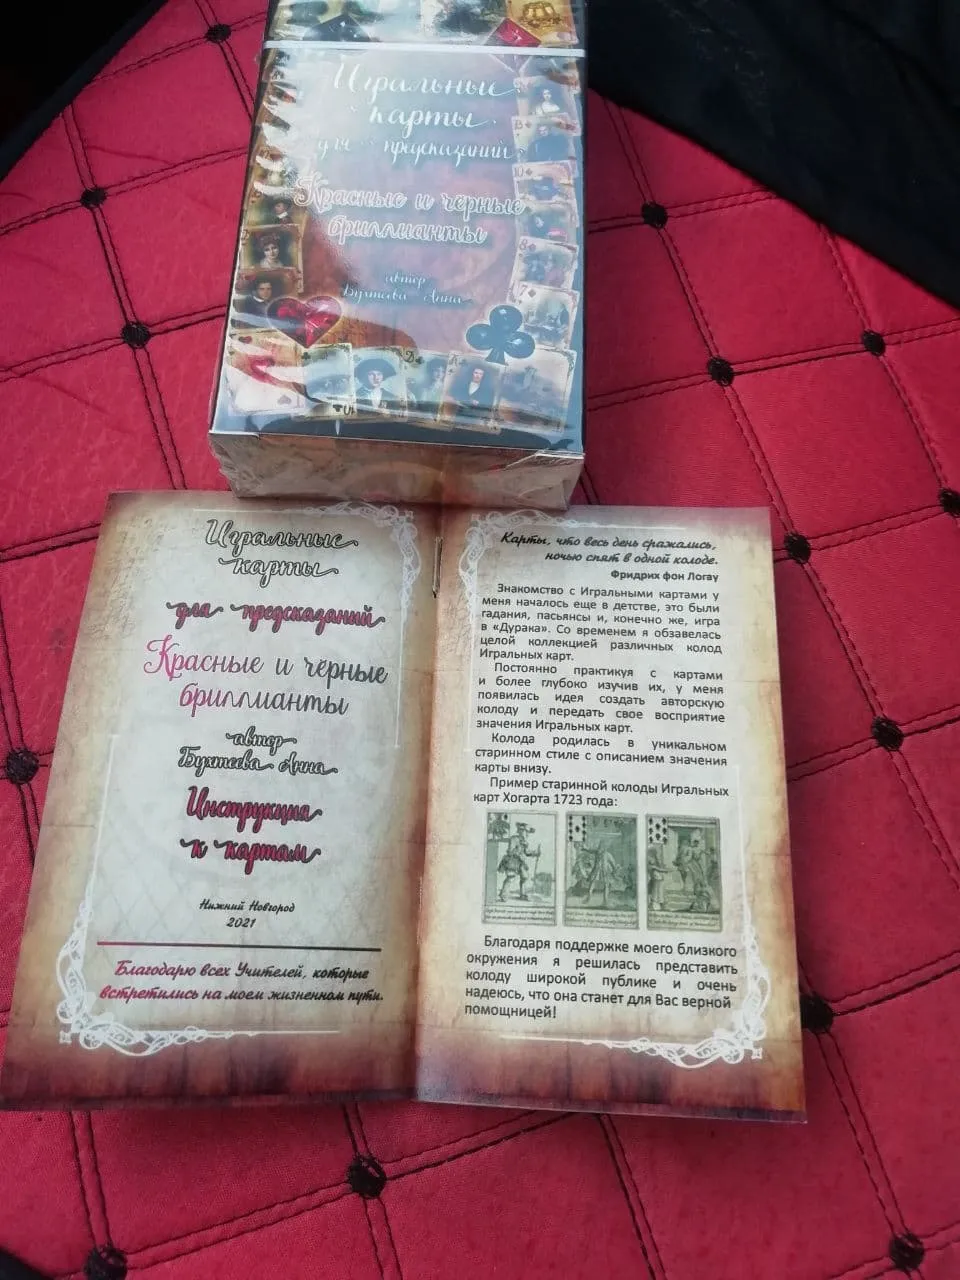 Игральные
карты
для предсказаний
Красные и чёрные
бриллианты
автор
Бухтеева Анна
Игральные
карты
для предсказаний
Красные и чёрные
бриллианты
автор
Бухтеева Анна
Инструкция
к картам
Нижний Новгород
2021
Благодарю всех Учителей, которые
встретились на моем жизненном пути.
Карты, что весь день сражались,
ночью спят в одной колоде.
Фридрих фон Логау
Знакомство с Игральными картами у
меня началось еще в детстве, это были
гадания, пасьянсы и, конечно же, игра
в «Дурака». Со временем я обзавелась
целой коллекцией различных колод
Игральных карт.
Постоянно практикуя с картами
и более глубоко изучив их, у меня
появилась идея создать авторскую
колоду и передать свое восприятие
значения Игральных карт.
Колода родилась в уникальном
старинном стиле с описанием значения
карты внизу.
Пример старинной колоды Игральных
карт Хогарта 1723 года:
Благодаря поддержке моего близкого
окружения я решилась представить
колоду широкой публике и очень
надеюсь, что она станет для Вас верной
помощницей!